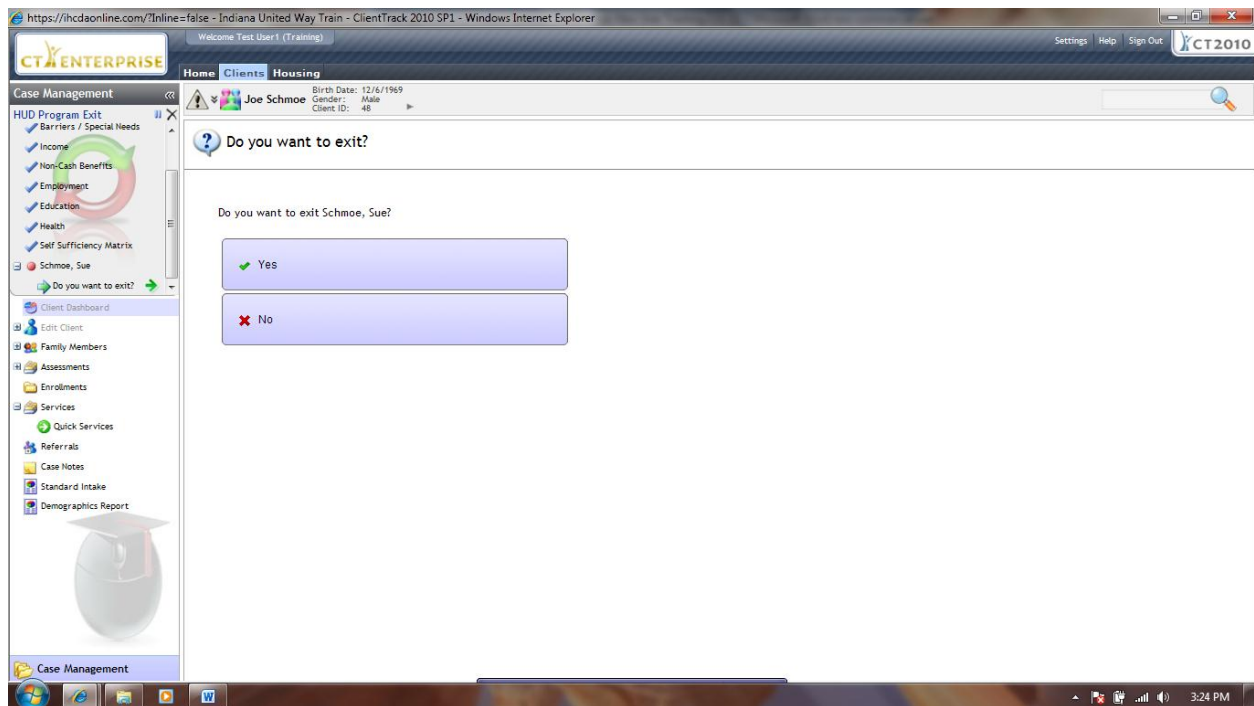 https://ihcdaonline.com/?Inline=false - Indiana United Way Train - ClientTrack 2010 SP1 - Windows Internet Explorer
CT ENTERPRISE
Welcome Test User1 (Training)
Settings Help Sign Out
CT2010
Home Clients Housing
Case Management
Joe Schmoe
Birth Date: 12/6/1969
Gender: Male
Client ID: 48
HUD Program Exit
Barriers / Special Needs
Income
Non-Cash Benefits
Employment
Education
Health
Self Sufficiency Matrix
Schmoe, Sue
Do you want to exit?
Client Dashboard
Edit Client
Family Members
Assessments
Enrollments
Services
Quick Services
Referrals
Case Notes
Standard Intake
Demographics Report
Case Management
Do you want to exit?
Do you want to exit Schmoe, Sue?
Yes
No
3:24 PM